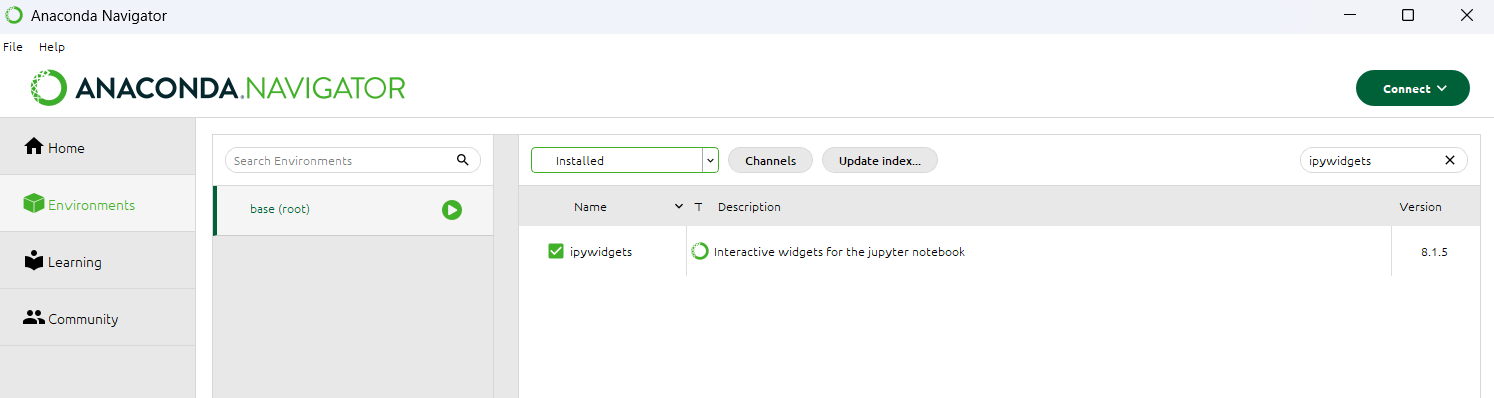 Anaconda Navigator
File Help
ANACONDA.NAVIGATOR
Connect
Home
Environments
Learning
Community
Search Environments
base (root)
Installed Channels Update index... ipywidgets
Name T Description Version
ipywidgets Interactive widgets for the jupyter notebook 8.1.5